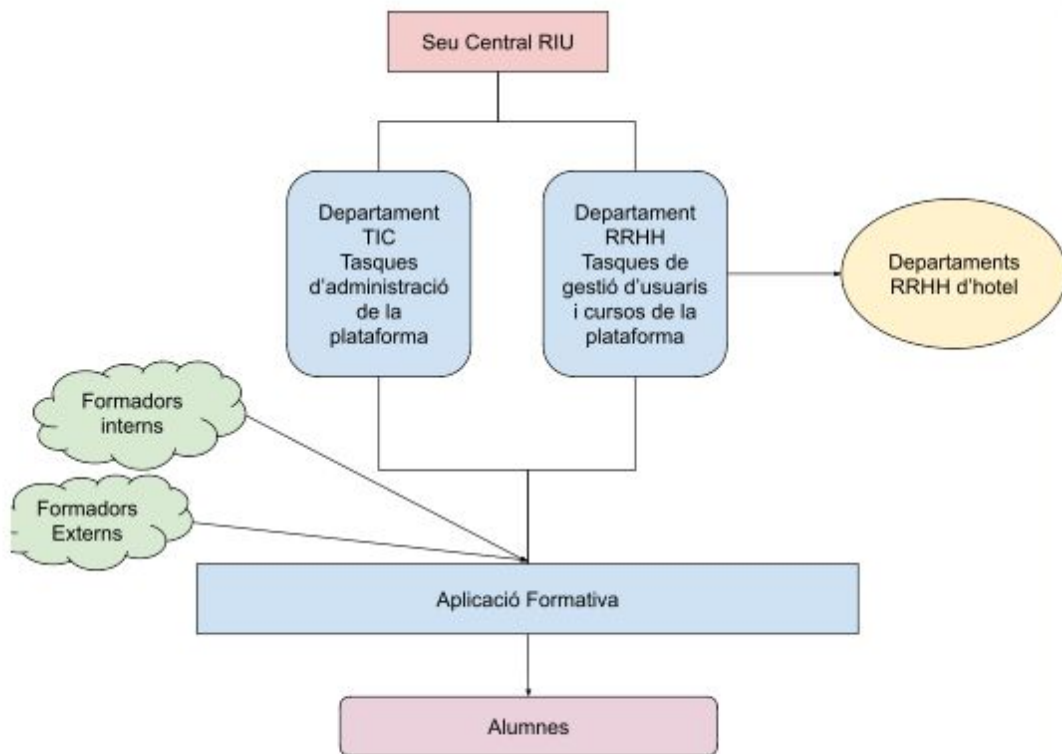 Seu Central RIU
Departament
TIC
Tasques
d'administració
de la
plataforma
Departament
RRHH
Tasques de
gestió d'usuaris
i cursos de la
plataforma
Departaments
RRHH d'hotel
Formadors
interns
Formadors
Externs
Aplicació Formativa
Alumnes